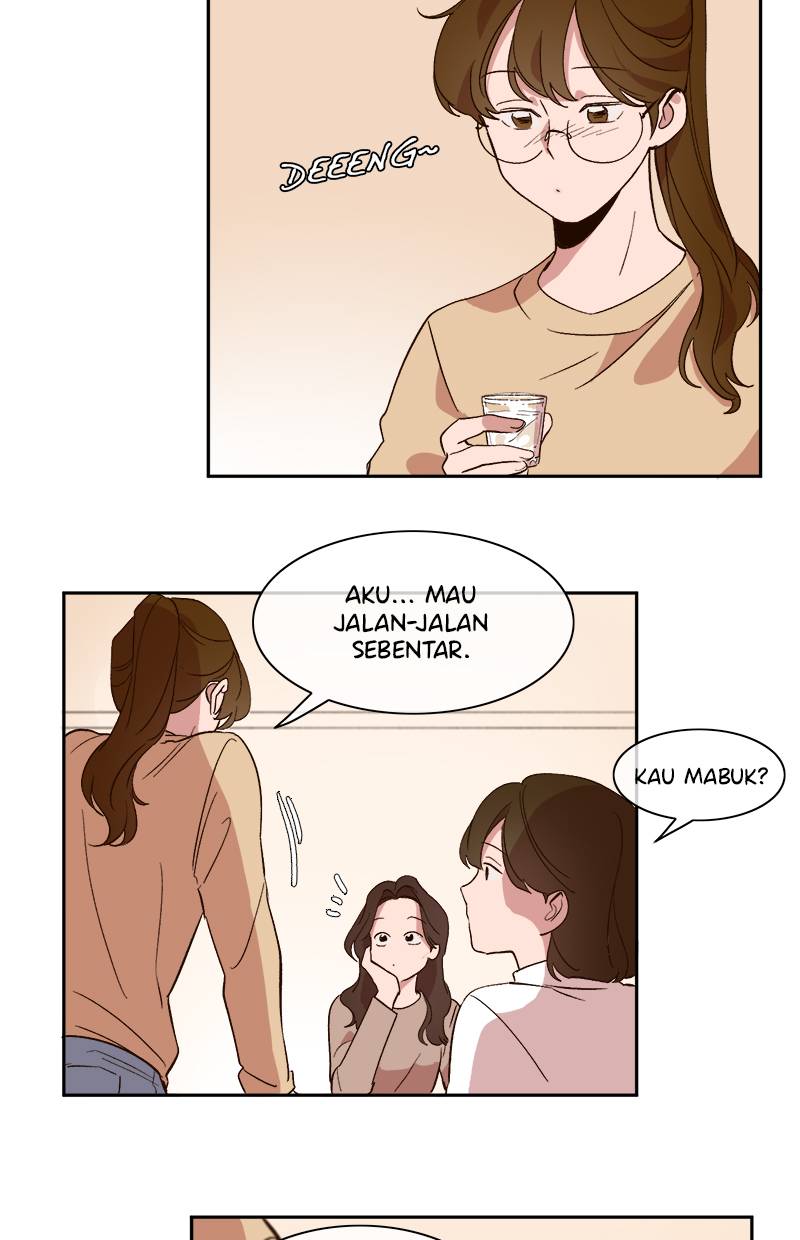 DEEENG~
AKU... MAU
JALAN-JALAN
SEBENTAR.
KAU MABUK?